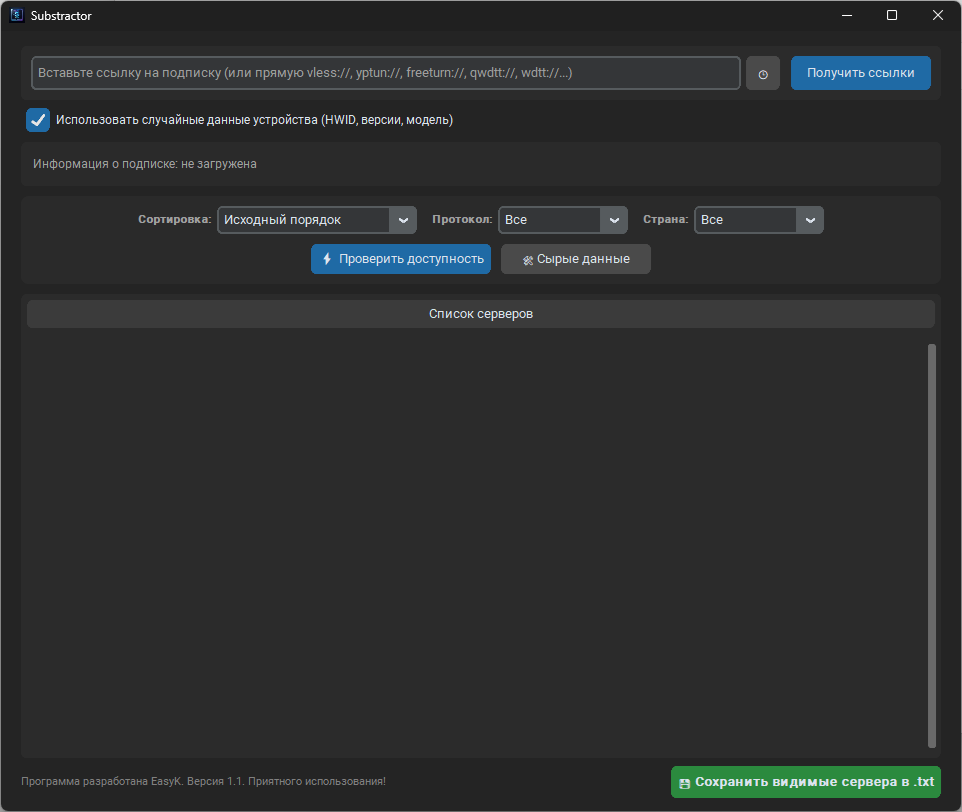 Substractor
Вставьте ссылку на подписку (или прямую vless://, yptun://, freeturn://, qwdtt://, wdtt://...)
Получить ссылки
Использовать случайные данные устройства (HWID, версии, модель)
Информация о подписке: не загружена
Сортировка: Исходный порядок Протокол: Все Страна: Все
Проверить доступность Сырые данные
Список серверов
Программа разработана EasyK. Версия 1.1. Приятного использования!
Сохранить видимые сервера в .txt